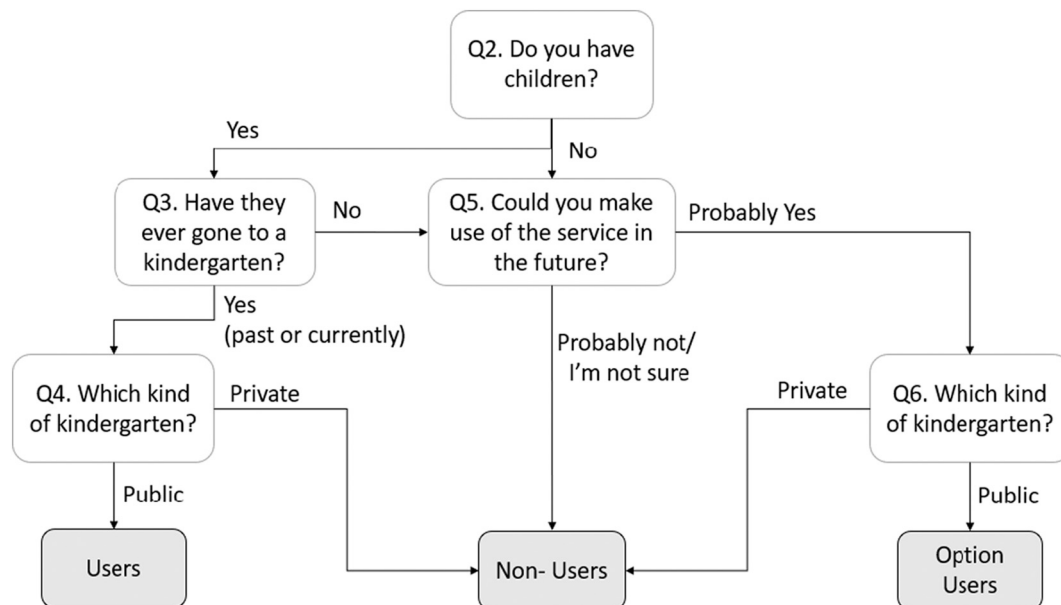 Q2. Do you have
children?
Yes
No
Q3. Have they
ever gone to a
kindergarten?
No
Q5. Could you make
use of the service in
the future?
Probably Yes
Yes
(past or currently)
Probably not/
I'm not sure
Q4. Which kind
of kindergarten?
Private
Private
Q6. Which kind
of kindergarten?
Public
Public
Users
Non- Users
Option
Users